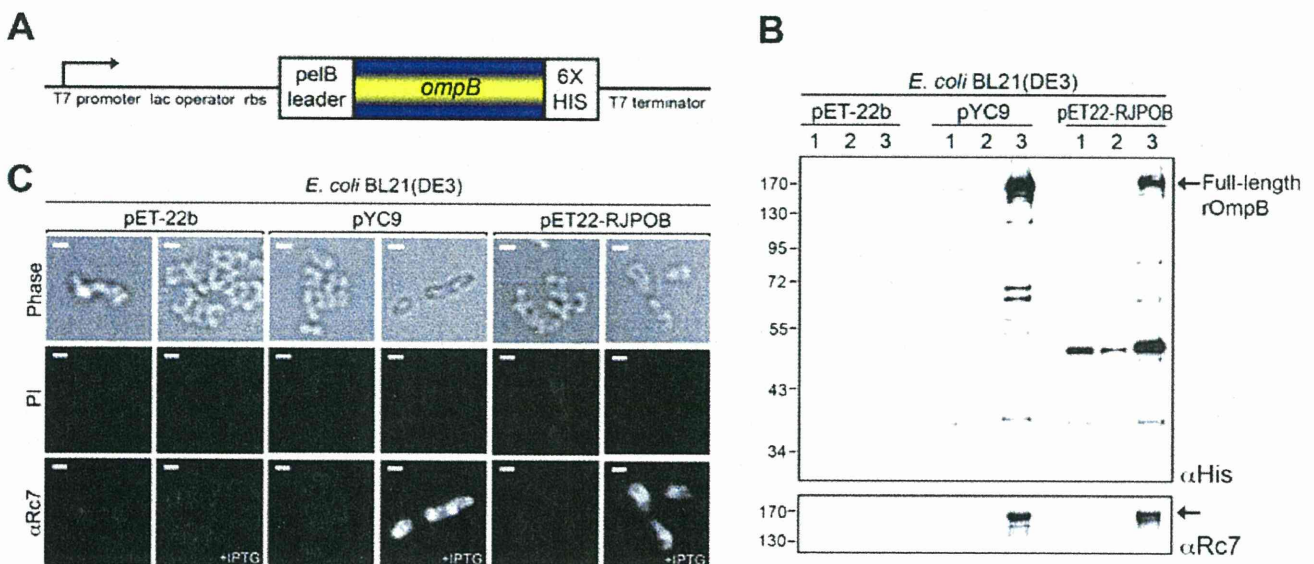 A
T7 promoter lac operator rbs
pelB
leader
ompB
6X
HIS
T7 terminator
B
E. coli BL21(DE3)
pET-22b pYC9 pET22-RJPOB
1 2 3 1 2 3 1 2 3
170-
130-
95-
72-
55-
43-
34-
←Full-length
rOmpB
αHis
170-
130-
←
αRc7
C
E. coli BL21(DE3)
pET-22b pYC9 pET22-RJPOB
Phase
PI
αRc7
+IPTG +IPTG +IPTG